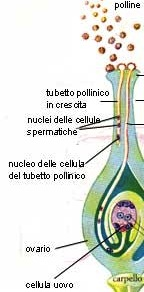 polline
tubetto pollinico
in crescita
nuclei delle cellule
spermatiche
nucleo delle cellula
del tubetto pollinico
ovario
carpello
cellula uovo